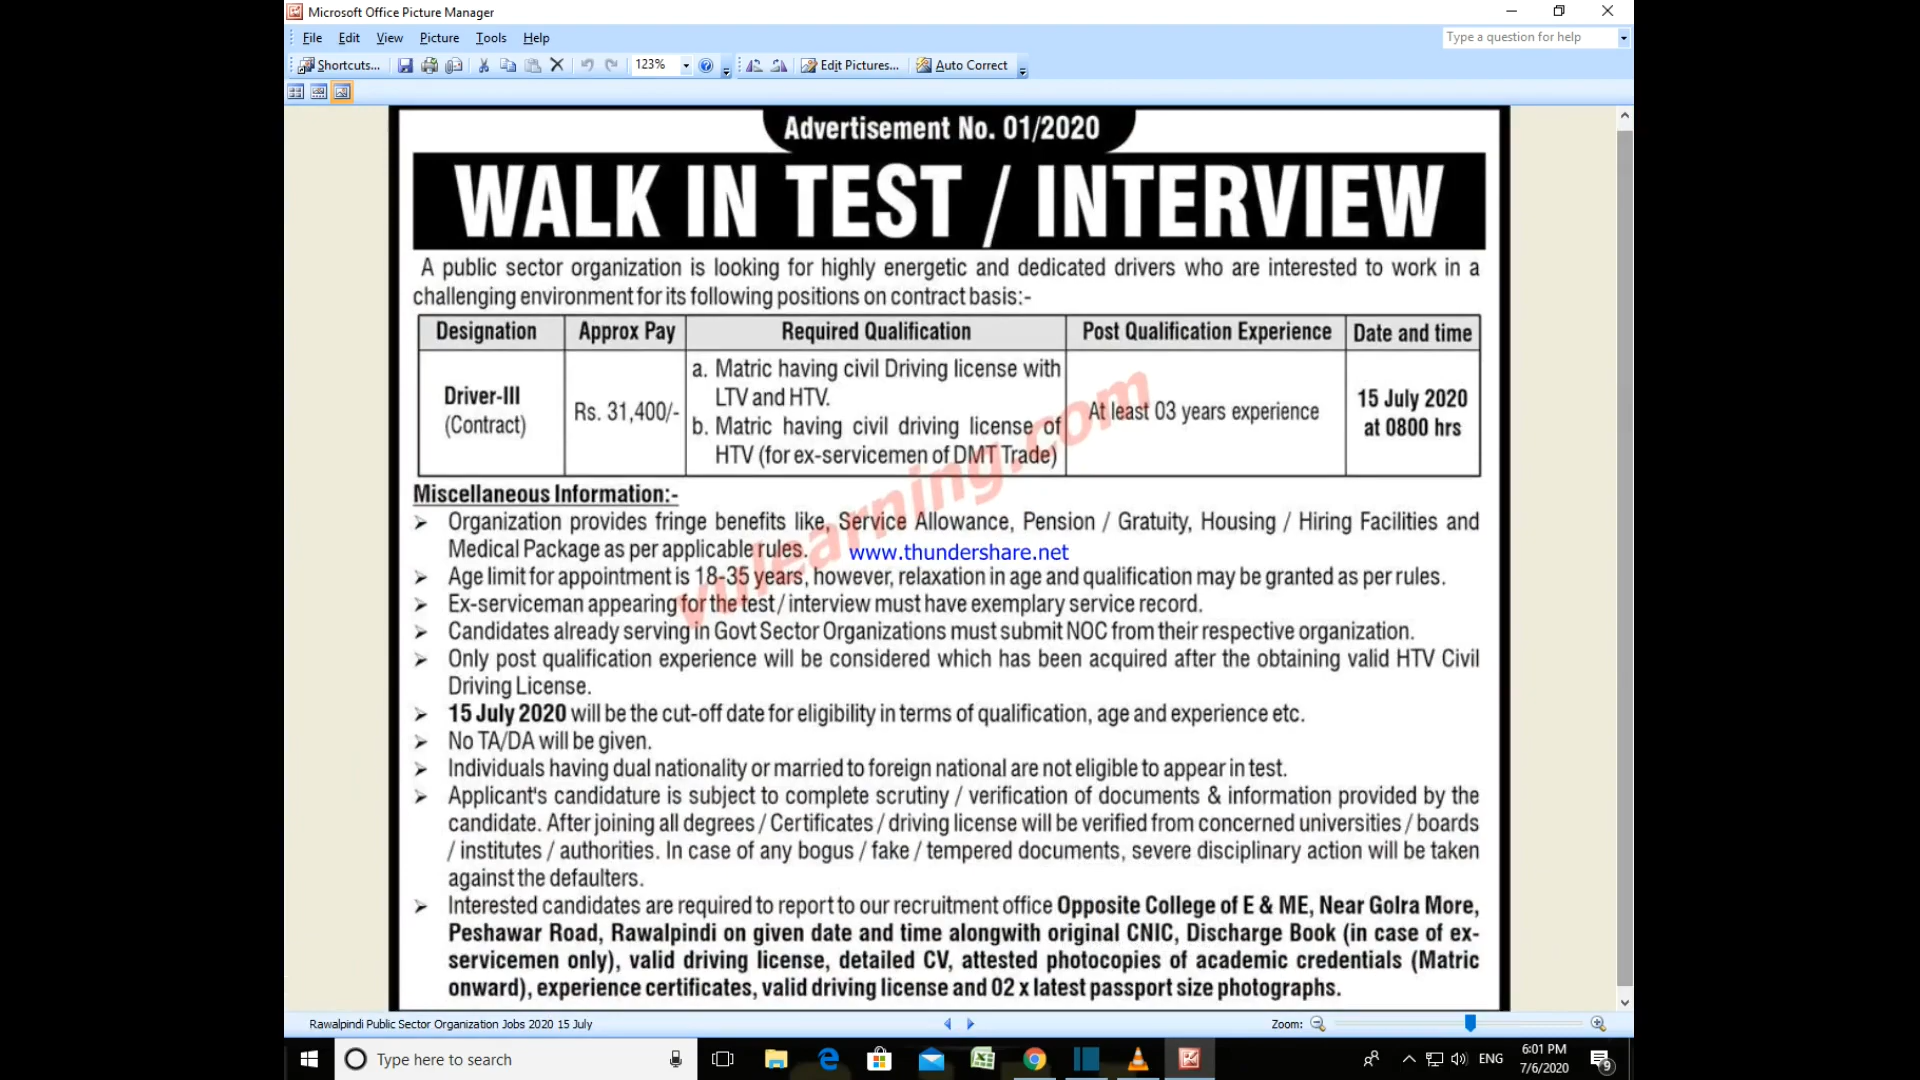 Microsoft Office Picture Manager
File Edit View Picture Tools Help
Type a question for help
Shortcuts... 123% Edit Pictures... Auto Correct
Advertisement No. 01/2020
WALK IN TEST / INTERVIEW
A public sector organization is looking for highly energetic and dedicated drivers who are interested to work in a
challenging environment for its following positions on contract basis:-
Designation Approx Pay Required Qualification Post Qualification Experience Date and time
Driver-III
(Contract)
Rs. 31,400/-
a. Matric having civil Driving license with
LTV and HTV.
b. Matric having civil driving license of
HTV (for ex-servicemen of DMT Trade)
At least 03 years experience
15 July 2020
at 0800 hrs
Miscellaneous Information:-
➢ Organization provides fringe benefits like, Service Allowance, Pension / Gratuity, Housing / Hiring Facilities and
Medical Package as per applicable rules.
www.thundershare.net
vulearning.com
➢ Age limit for appointment is 18-35 years, however, relaxation in age and qualification may be granted as per rules.
➢ Ex-serviceman appearing for the test / interview must have exemplary service record.
➢ Candidates already serving in Govt Sector Organizations must submit NOC from their respective organization.
➢ Only post qualification experience will be considered which has been acquired after the obtaining valid HTV Civil
Driving License.
➢ 15 July 2020 will be the cut-off date for eligibility in terms of qualification, age and experience etc.
➢ No TA/DA will be given.
➢ Individuals having dual nationality or married to foreign national are not eligible to appear in test.
➢ Applicant's candidature is subject to complete scrutiny / verification of documents & information provided by the
candidate. After joining all degrees / Certificates / driving license will be verified from concerned universities / boards
/ institutes / authorities. In case of any bogus / fake / tempered documents, severe disciplinary action will be taken
against the defaulters.
➢ Interested candidates are required to report to our recruitment office Opposite College of E & ME, Near Golra More,
Peshawar Road, Rawalpindi on given date and time alongwith original CNIC, Discharge Book (in case of ex-
servicemen only), valid driving license, detailed CV, attested photocopies of academic credentials (Matric
onward), experience certificates, valid driving license and 02 x latest passport size photographs.
Rawalpindi Public Sector Organization Jobs 2020 15 July
Zoom:
Type here to search
ENG
6:01 PM
7/6/2020
9